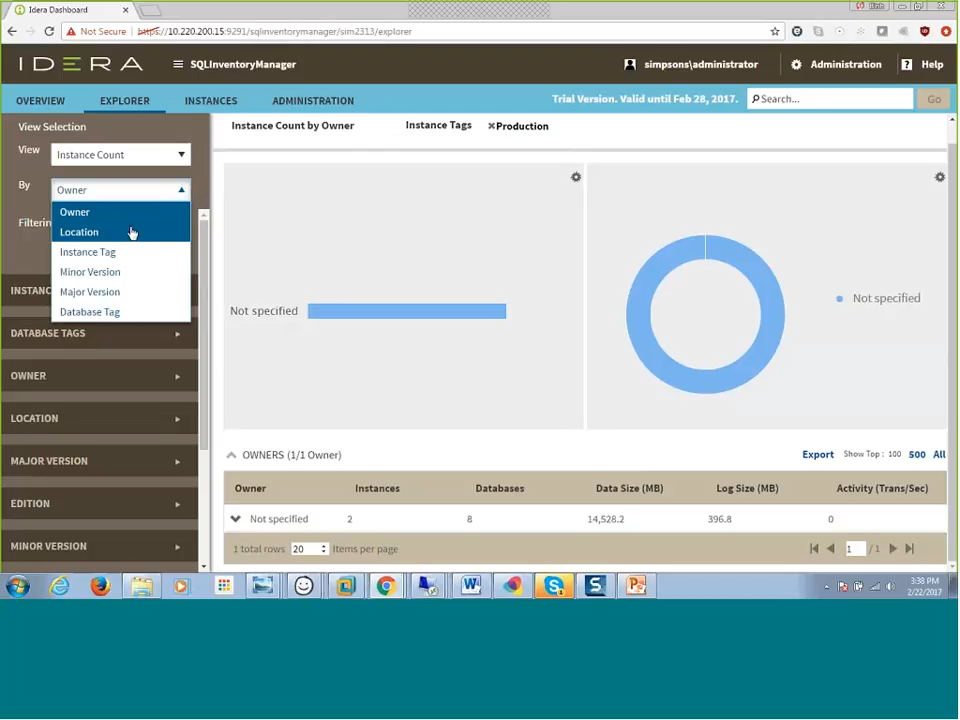 Idera Dashboard
Not Secure https://10.220.200.15:9291/sqlinventorymanager/sim2313/explorer
IDERA SQLInventoryManager simpsons\administrator Administration Help
OVERVIEW EXPLORER INSTANCES ADMINISTRATION Trial Version. Valid until Feb 28, 2017. Search... Go
View Selection
View Instance Count
By Owner
Owner
Location
Instance Tag
Minor Version
Major Version
Database Tag
Filterin
INSTANC
DATABASE TAGS
OWNER
LOCATION
MAJOR VERSION
EDITION
MINOR VERSION
Instance Count by Owner Instance Tags Production
Not specified
Not specified
OWNERS (1/1 Owner) Export Show Top : 100 500 All
Owner Instances Databases Data Size (MB) Log Size (MB) Activity (Trans/Sec)
Not specified 2 8 14,528.2 396.8 0
1 total rows 20 Items per page 1 / 1
3:38 PM
2/22/2017